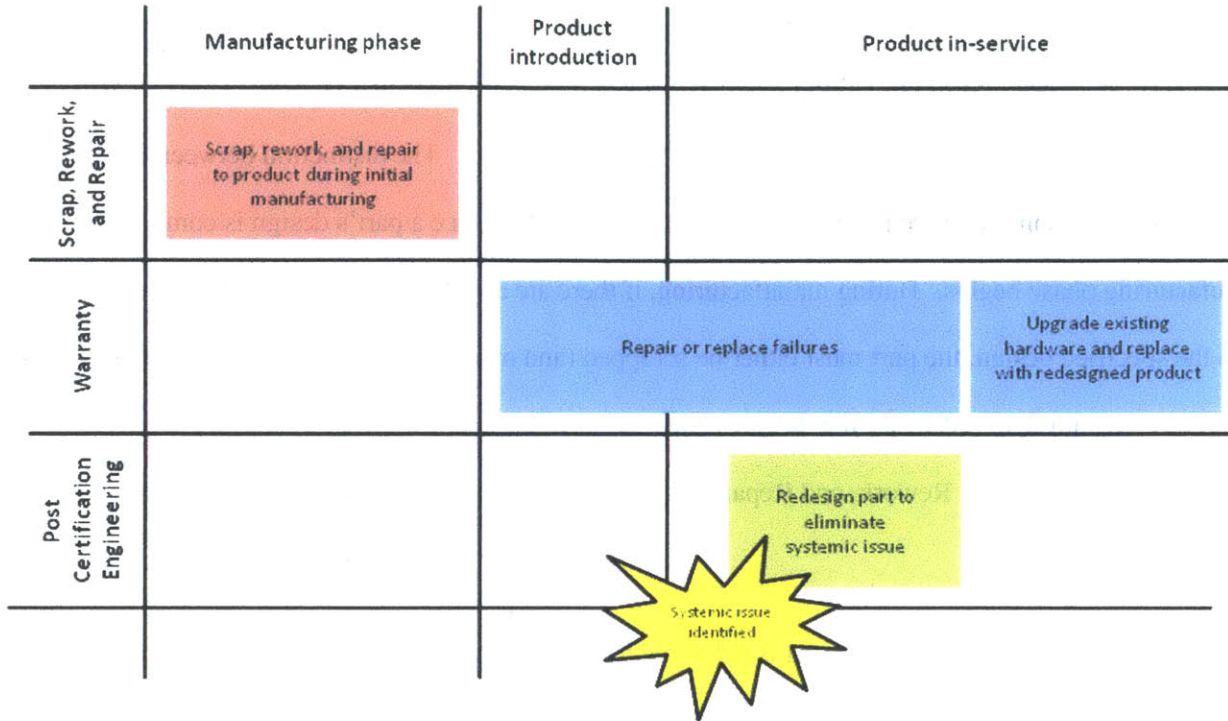 Manufacturing phase
Product
introduction
Product in-service
Scrap, Rework,
and Repair
Scrap, rework, and repair
to product during initial
manufacturing
Warranty
Repair or replace failures
Upgrade existing
hardware and replace
with redesigned product
Post
Certification
Engineering
Redesign part to
eliminate
systemic issue
Systemic issue
identified